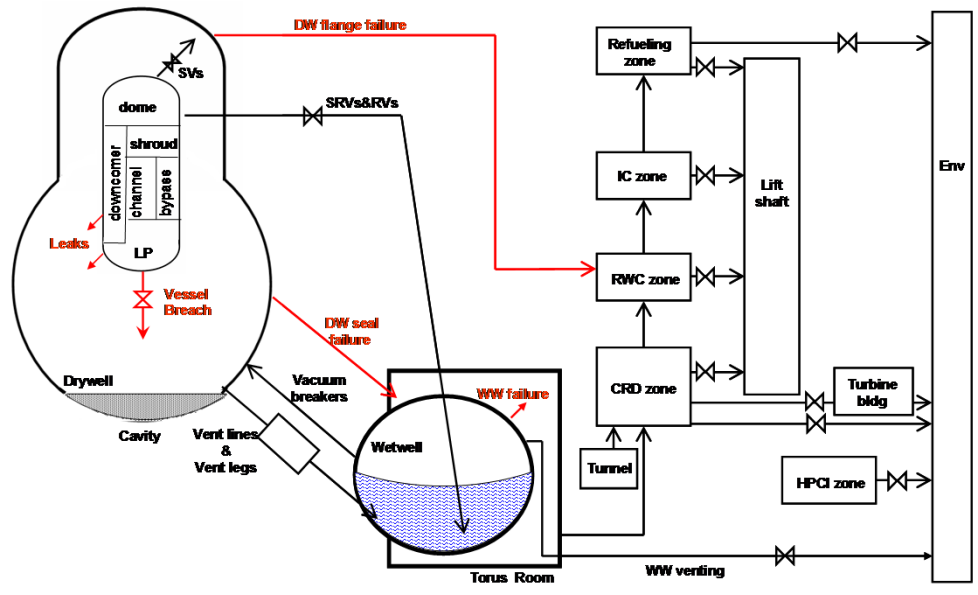 DW flange failure
SVs
Refueling
zone
dome
SRVs&RVs
shroud
downcomer
channel
bypass
IC zone
Lift
shaft
Env
Leaks
LP
RWC zone
Vessel
Breach
DW seal
failure
Drywell
Vacuum
breakers
WW failure
CRD zone
Turbine
bldg
Cavity
Vent lines
&
Vent legs
Wetwell
Tunnel
HPCI zone
Torus Room
WW venting